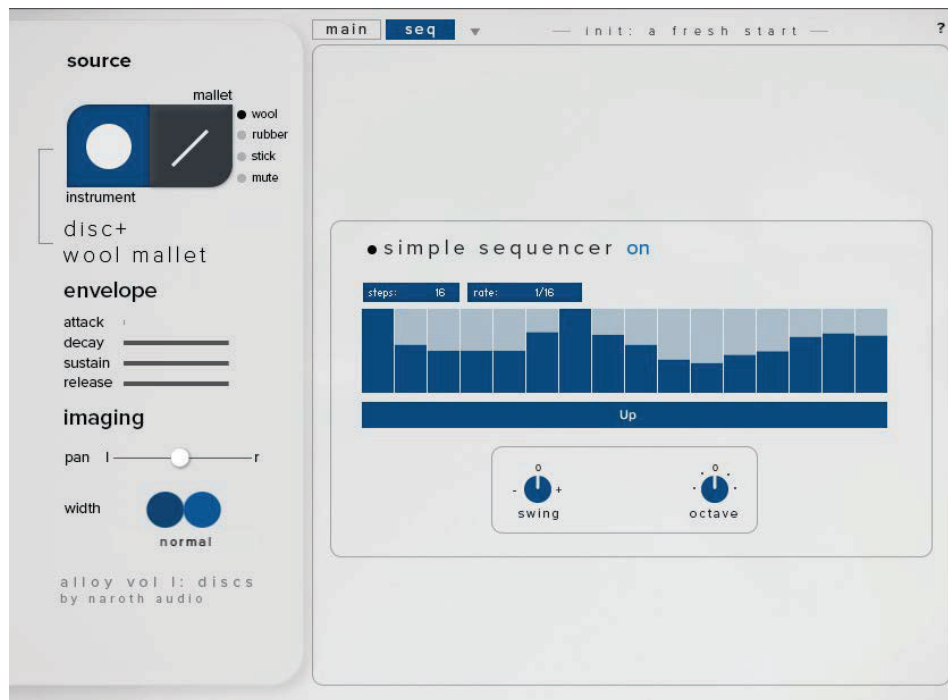 main seq — init: a fresh start — ?
source
mallet
wool
rubber
stick
mute
instrument
disc+
wool mallet
envelope
attack
decay
sustain
release
imaging
pan l r
width
normal
alloy vol I: discs
by naroth audio
simple sequencer on
steps: 16 rate: 1/16
Up
0 0
- +
swing octave